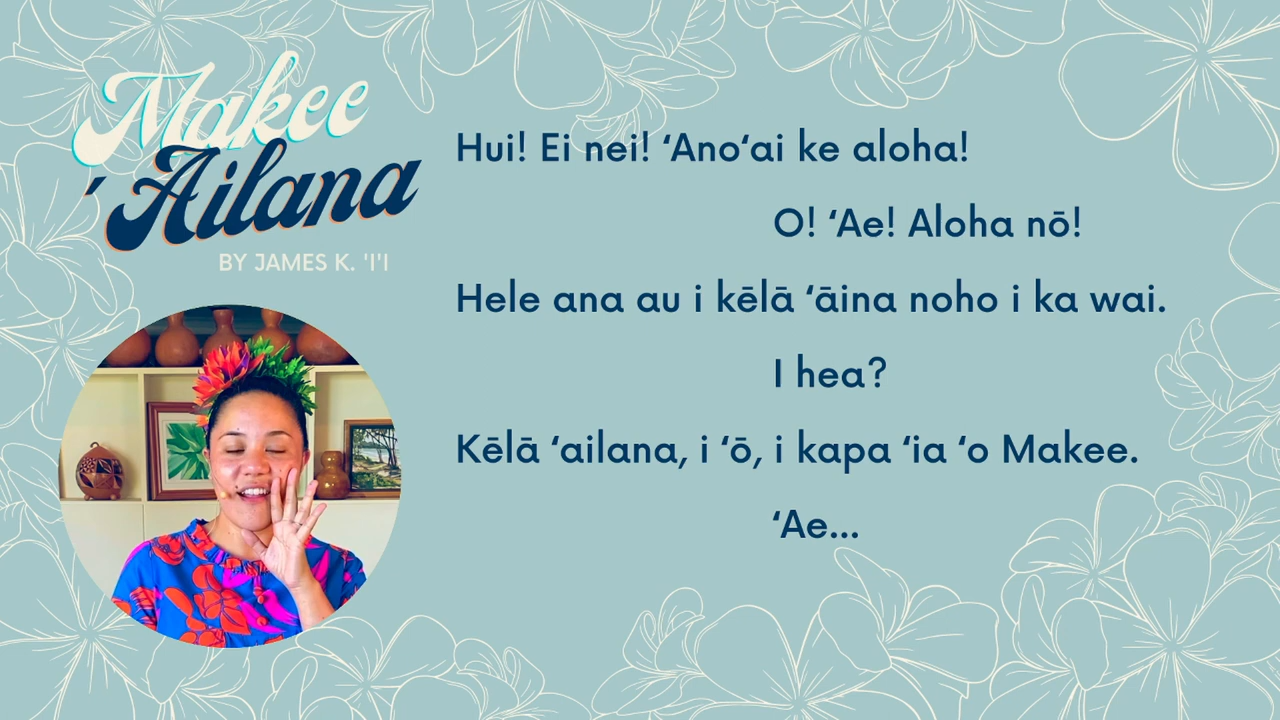 Makee
'Ailana
BY JAMES K. 'I'I
Hui! Ei nei! ʻAnoʻai ke aloha!
O! ʻAe! Aloha nō!
Hele ana au i kēlā ʻāina noho i ka wai.
I hea?
Kēlā ʻailana, i ʻō, i kapa ʻia ʻo Makee.
ʻAe...